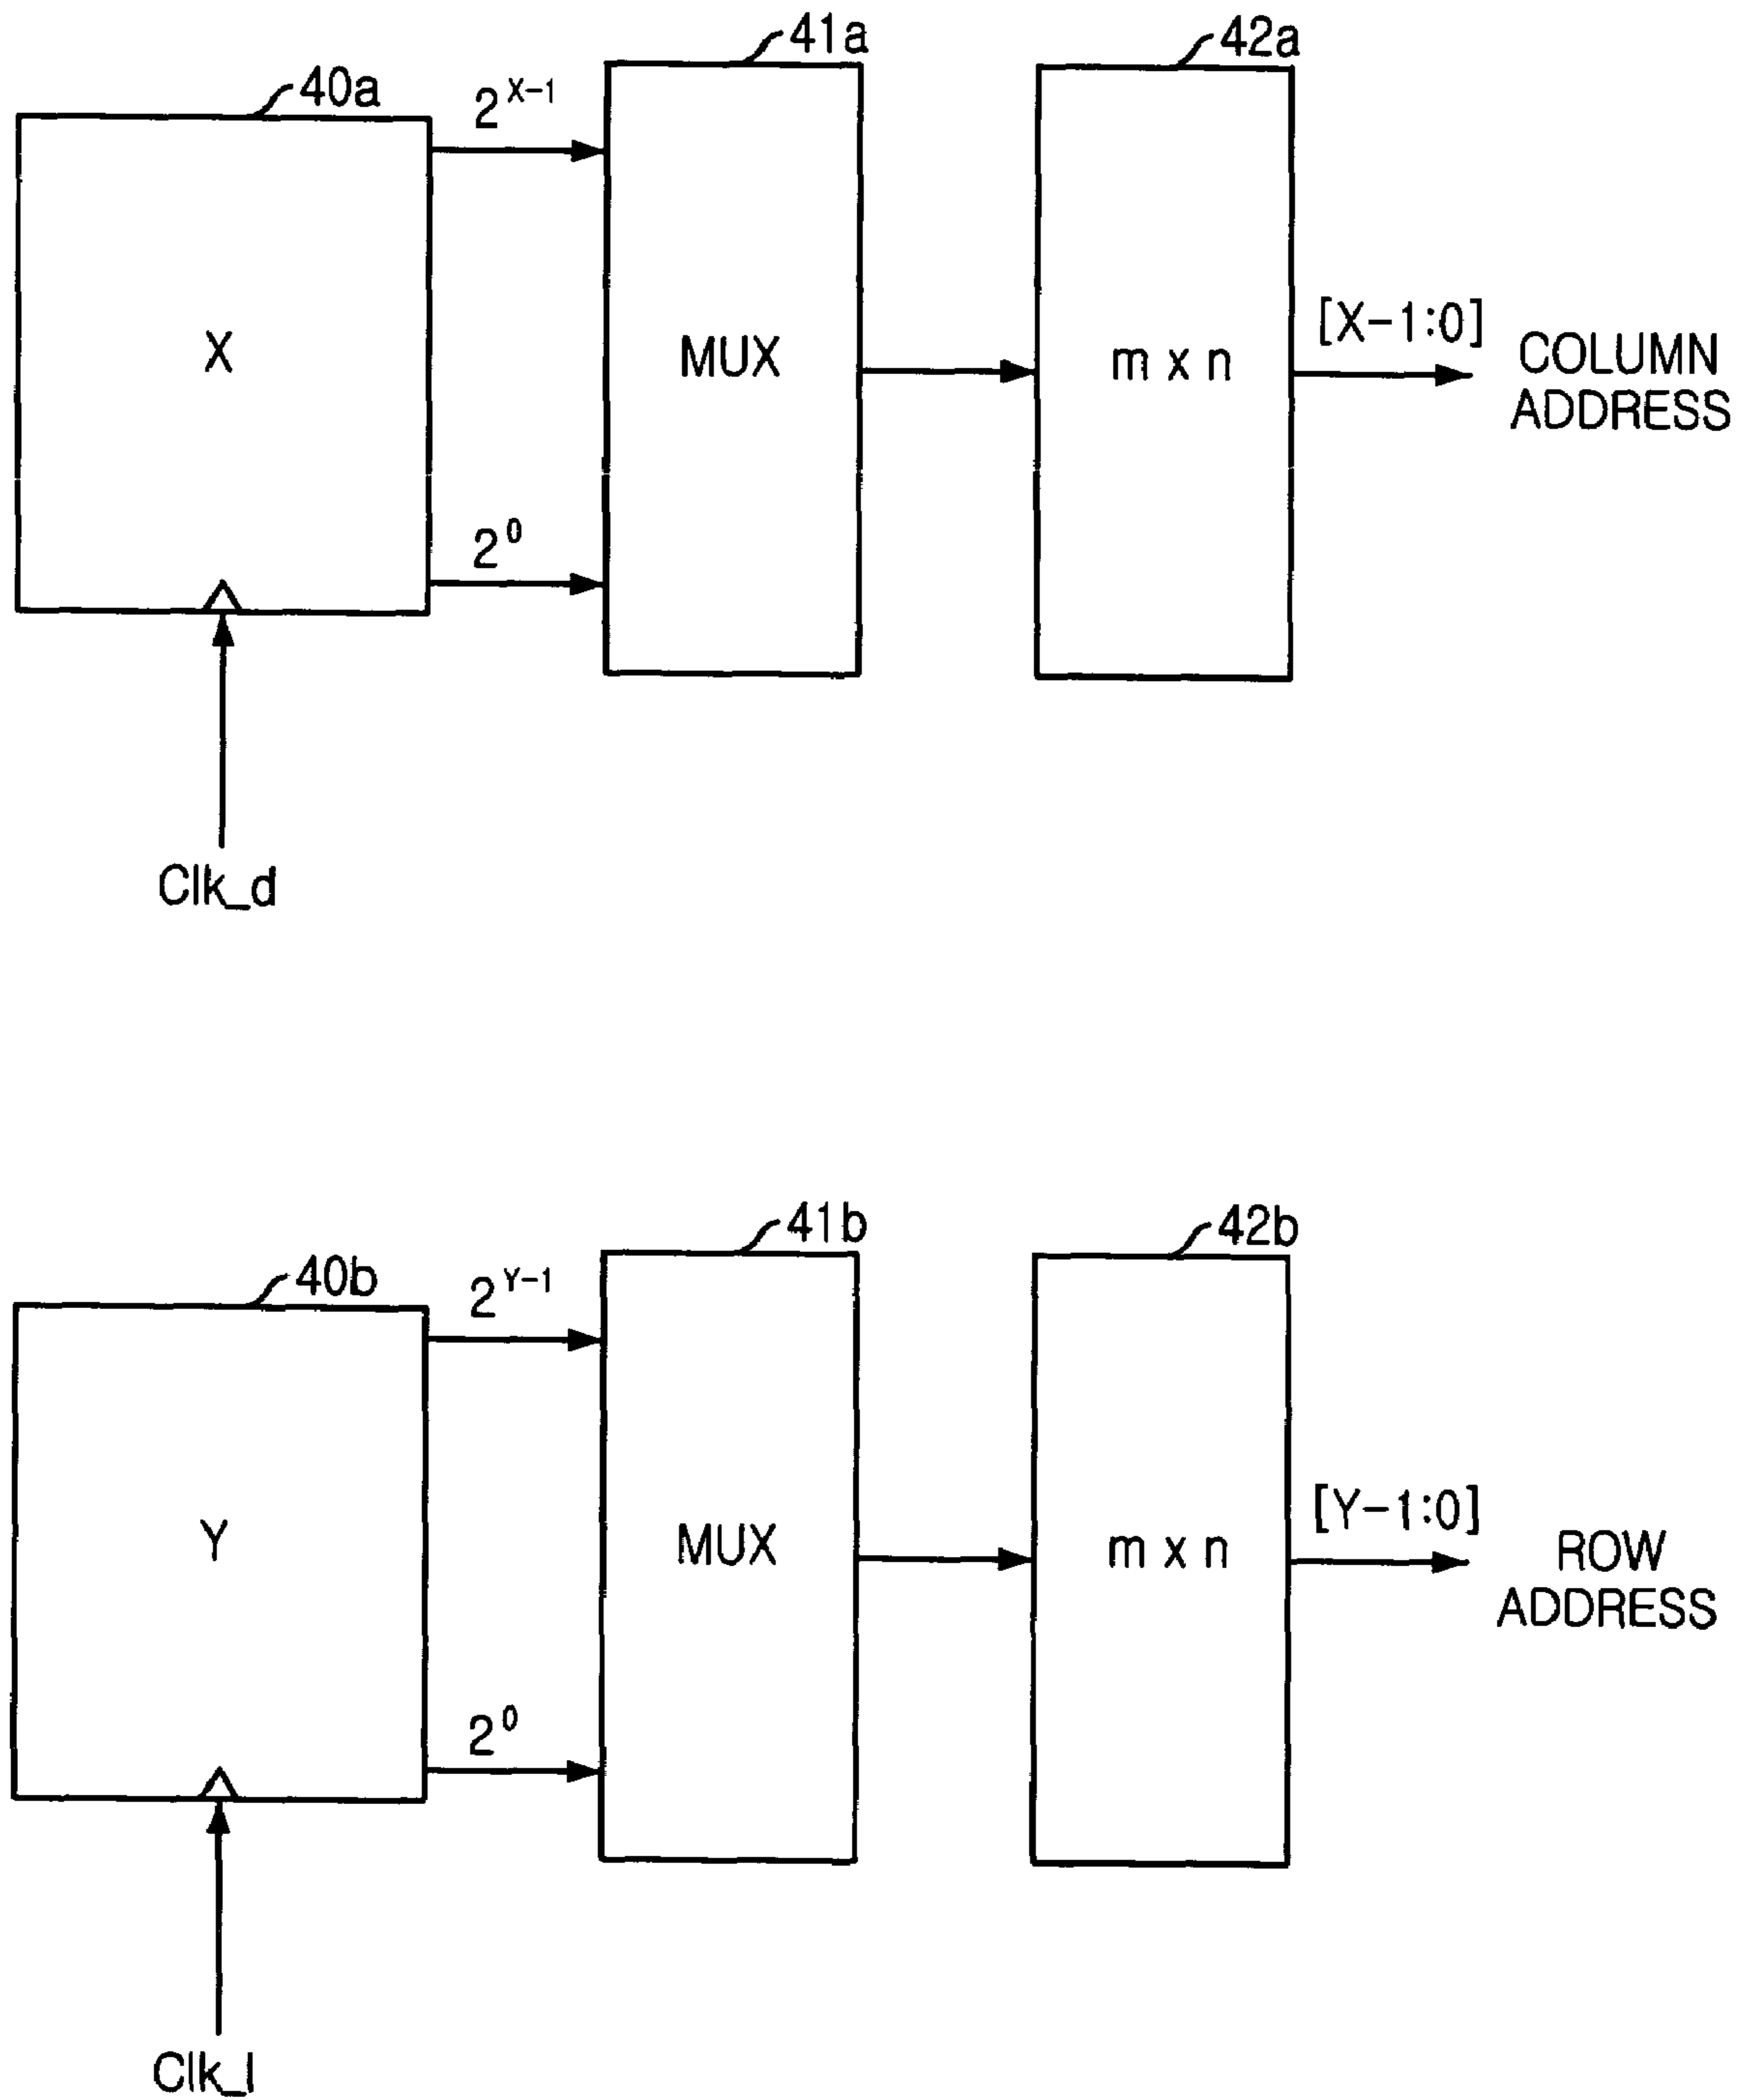 41a
42a
40a
2^X-1
X
MUX
m x n
[X-1:0]
COLUMN
ADDRESS
2^0
Clk_d
41b
42b
40b
2^Y-1
Y
MUX
m x n
[Y-1:0]
ROW
ADDRESS
2^0
Clk_l